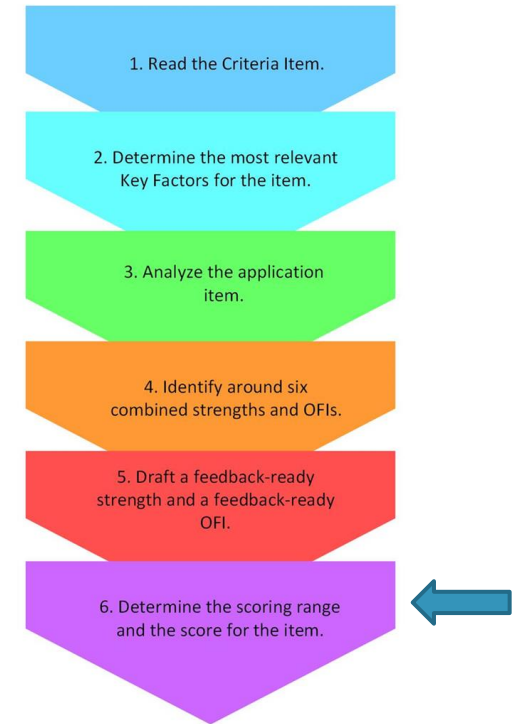 1. Read the Criteria Item.
2. Determine the most relevant
Key Factors for the item.
3. Analyze the application
item.
4. Identify around six
combined strengths and OFIs.
5. Draft a feedback-ready
strength and a feedback-ready
OFI.
6. Determine the scoring range
and the score for the item.